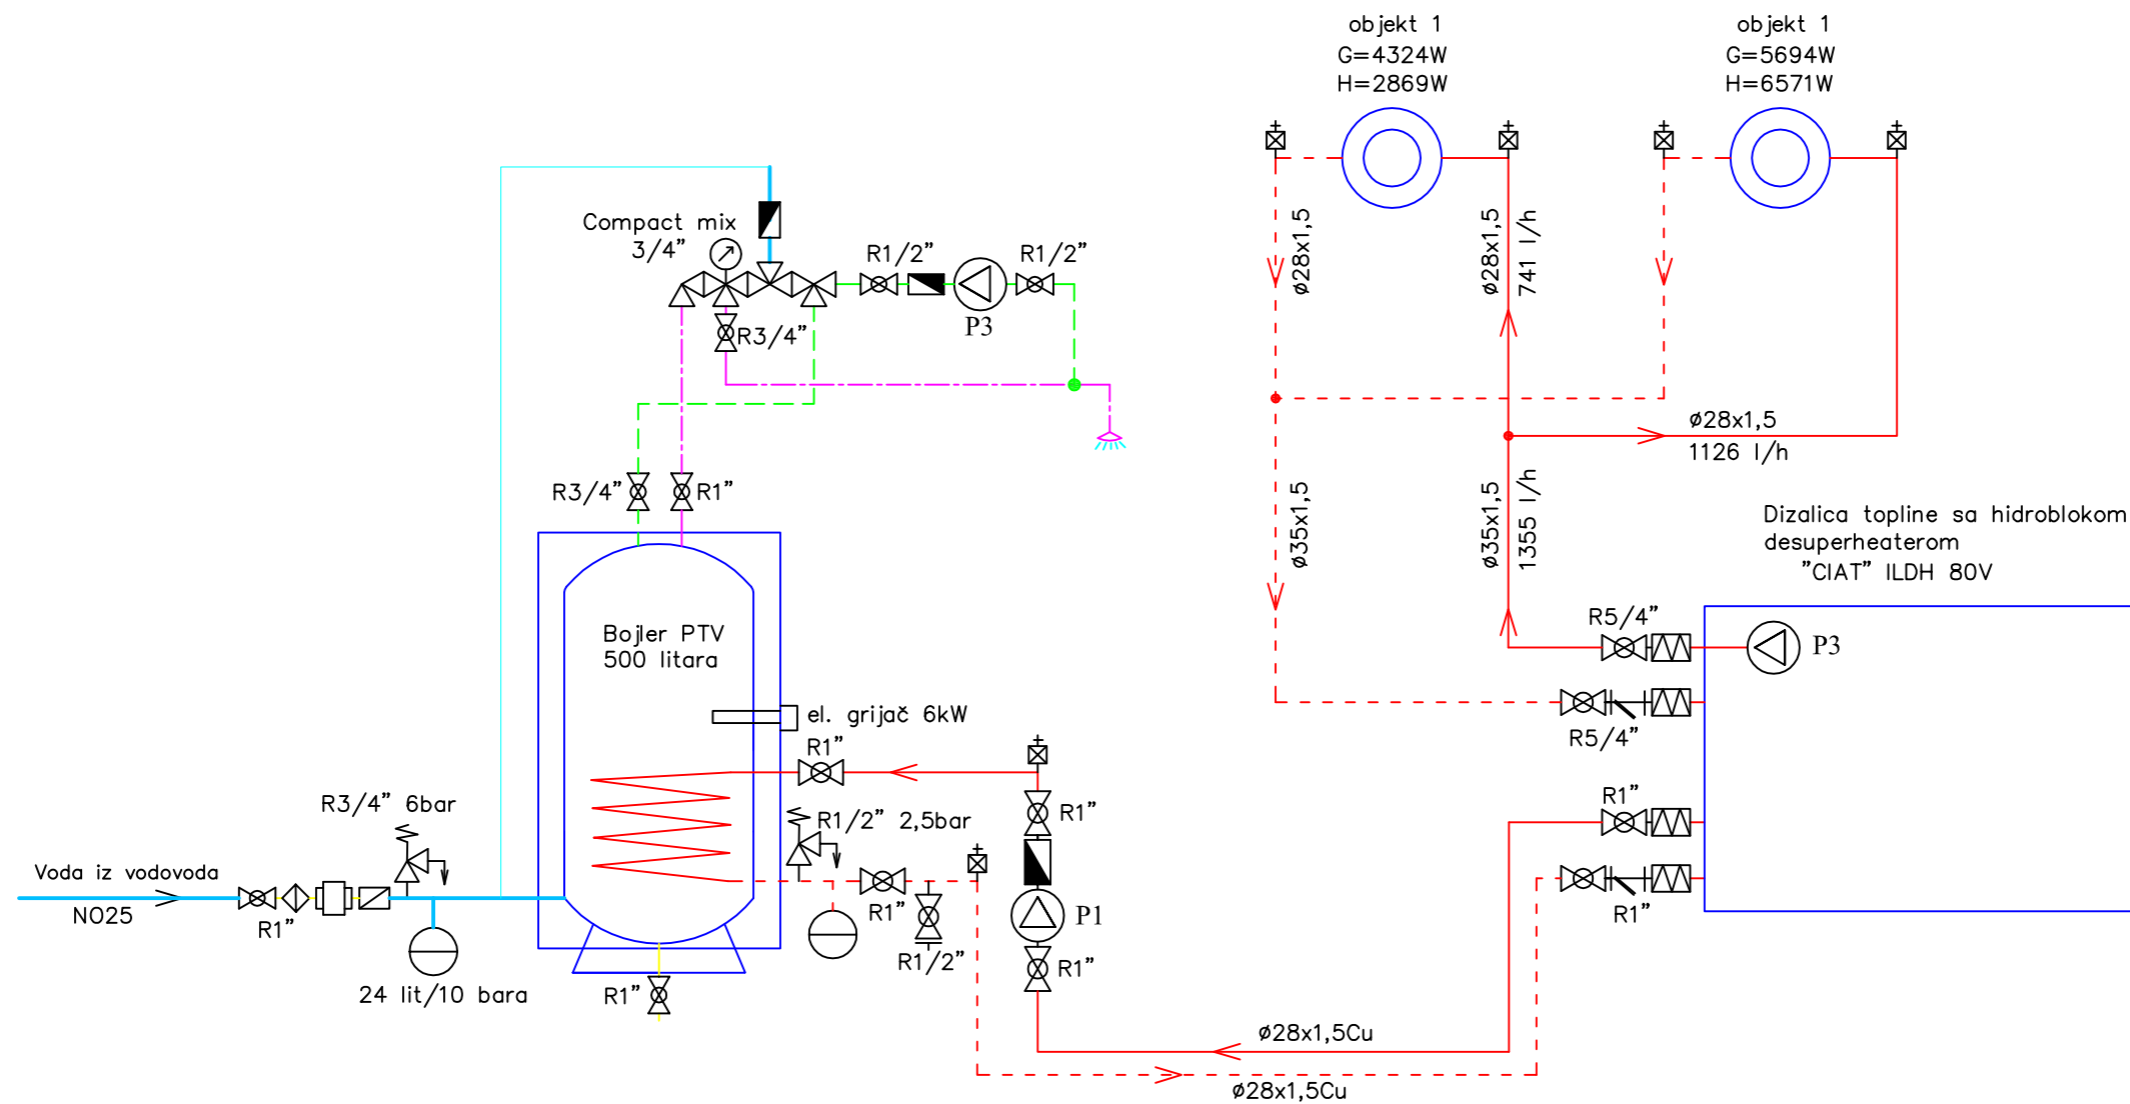 objekt 1
G=4324W
H=2869W
objekt 1
G=5694W
H=6571W
Compact mix
3/4”
R1/2”
R1/2”
P3
R3/4”
ø28x1,5
ø28x1,5
741 l/h
ø28x1,5
1126 l/h
R3/4”
R1”
ø35x1,5
ø35x1,5
1355 l/h
Dizalica topline sa hidroblokom
desuperheaterom
”CIAT” ILDH 80V
Bojler PTV
500 litara
R5/4”
P3
el. grijač 6kW
R5/4”
R1”
R3/4” 6bar
R1”
R1/2” 2,5bar
R1”
Voda iz vodovoda
NO25
R1”
R1”
P1
R1”
R1/2”
R1”
24 lit/10 bara
R1”
ø28x1,5Cu
ø28x1,5Cu